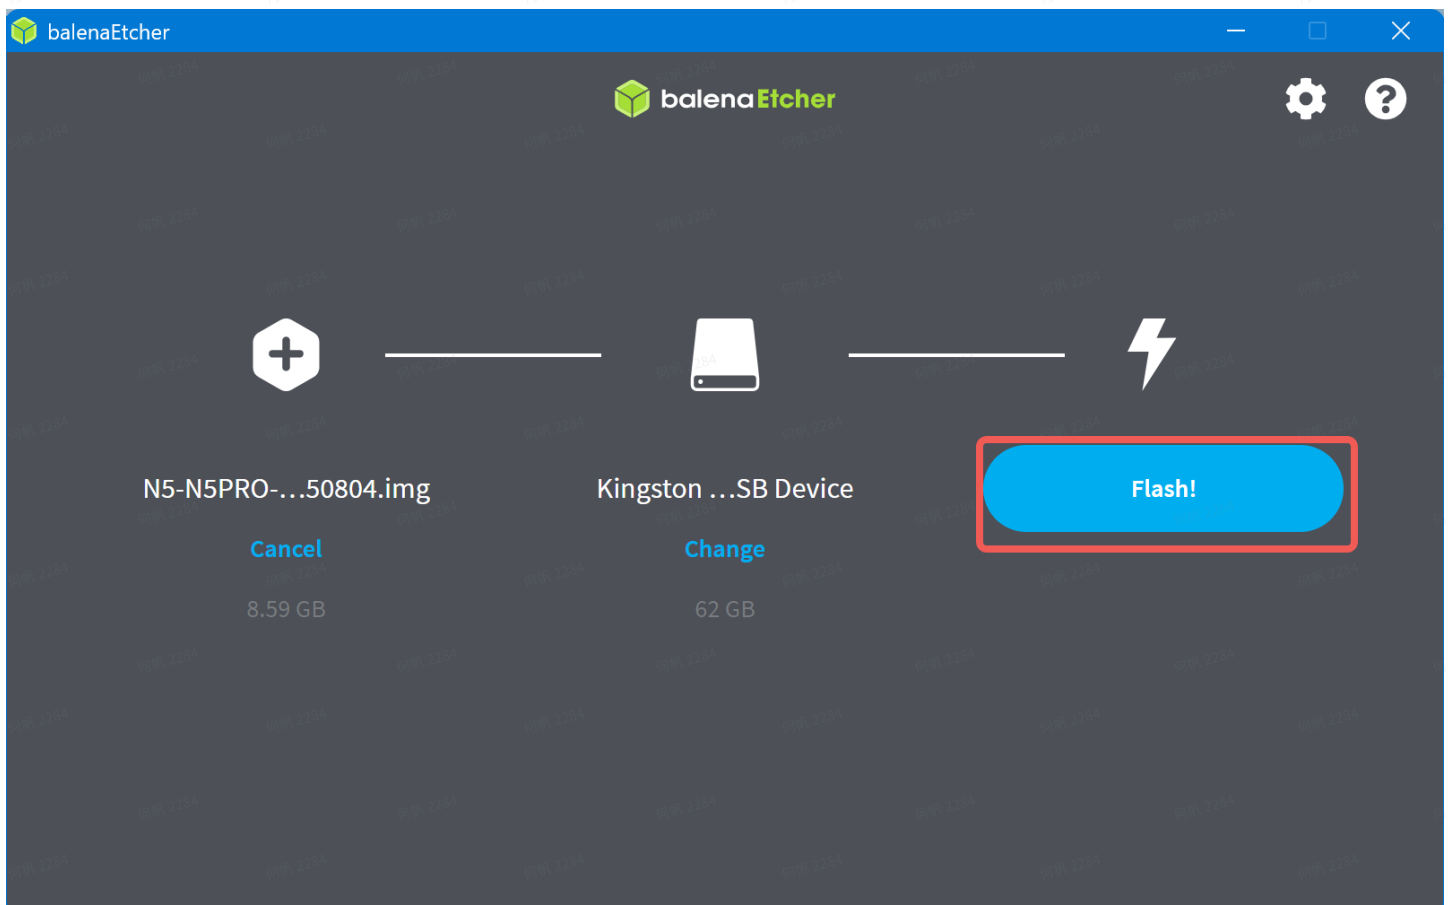 balenaEtcher
balenaEtcher
N5-N5PRO-...50804.img
Kingston ...SB Device
Flash!
Cancel
Change
8.59 GB
62 GB